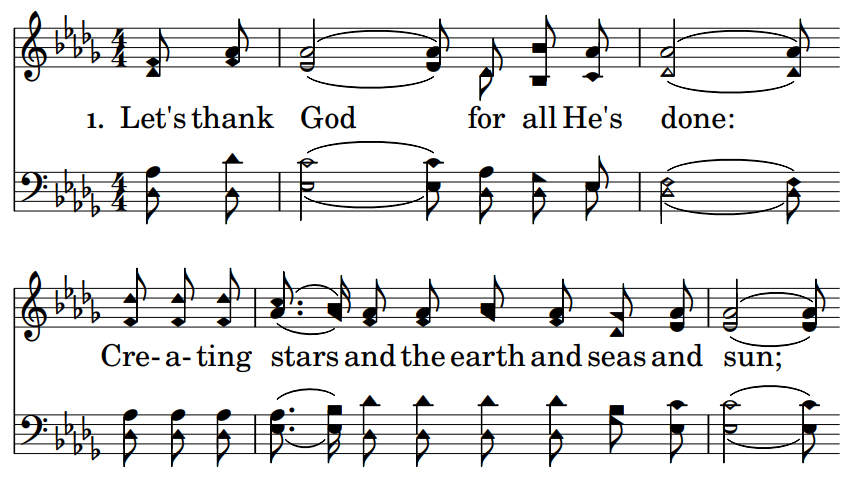 1. Let's thank God for all He's done:
Cre- a- ting stars and the earth and seas and sun;